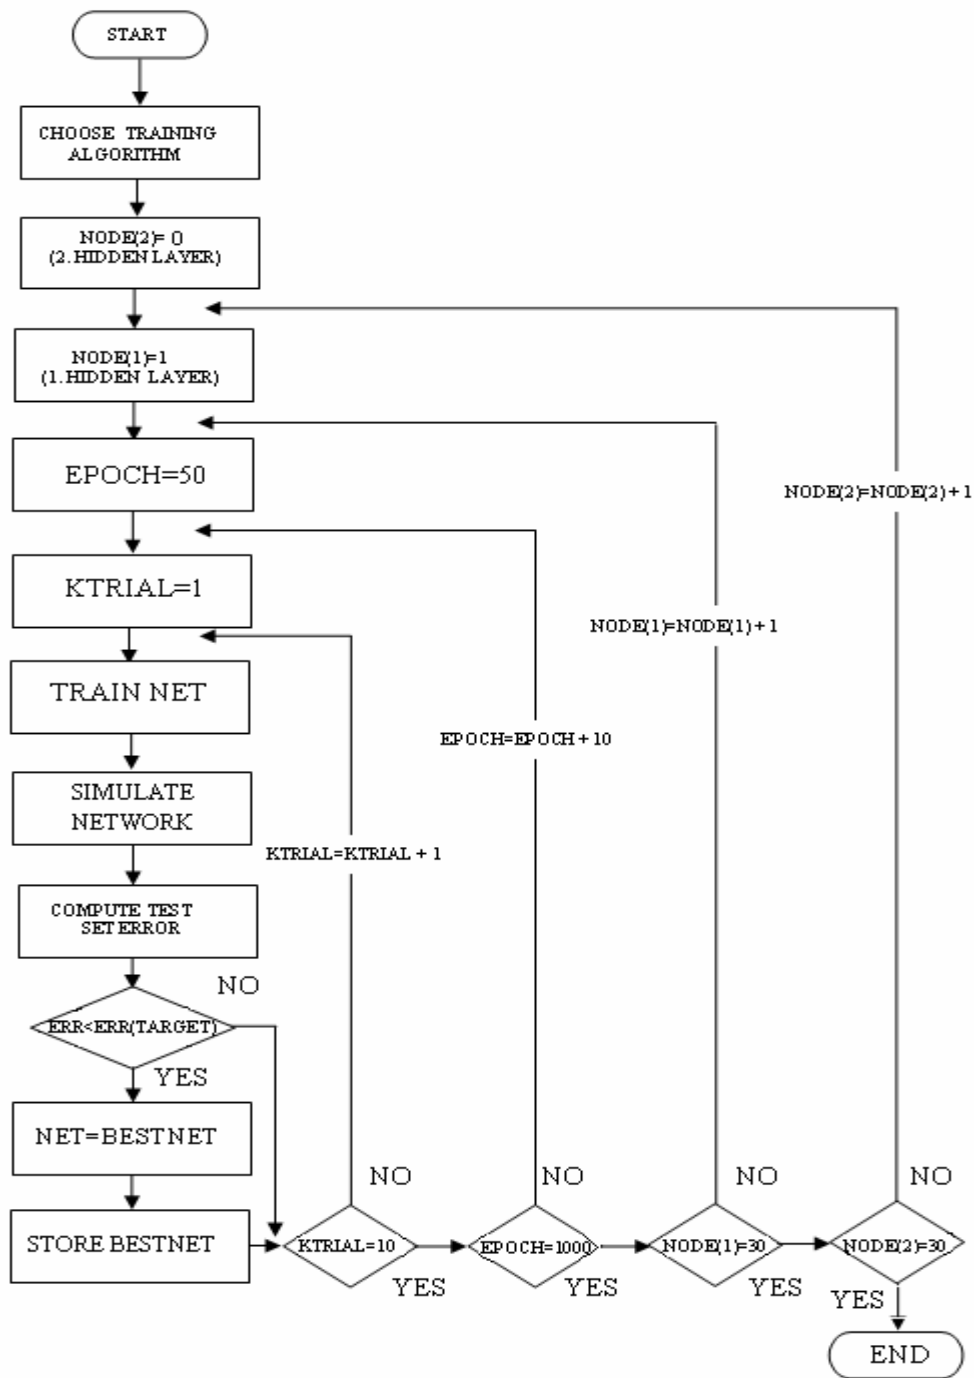 START
CHOOSE TRAINING
ALGORITHM
NODE(2)= 0
(2.HIDDEN LAYER)
NODE(1)=1
(1.HIDDEN LAYER)
EPOCH=50
KTRIAL=1
TRAIN NET
SIMULATE
NETWORK
COMPUTE TEST
SET ERROR
NO
ERR<ERR(TARGET)
YES
NET=BESTNET
STORE BESTNET
KTRIAL=KTRIAL + 1
NO
KTRIAL=10
YES
EPOCH=EPOCH + 10
NO
EPOCH=1000
YES
NODE(1)=NODE(1) + 1
NO
NODE(1)=30
YES
NODE(2)=NODE(2) + 1
NO
NODE(2)=30
YES
END